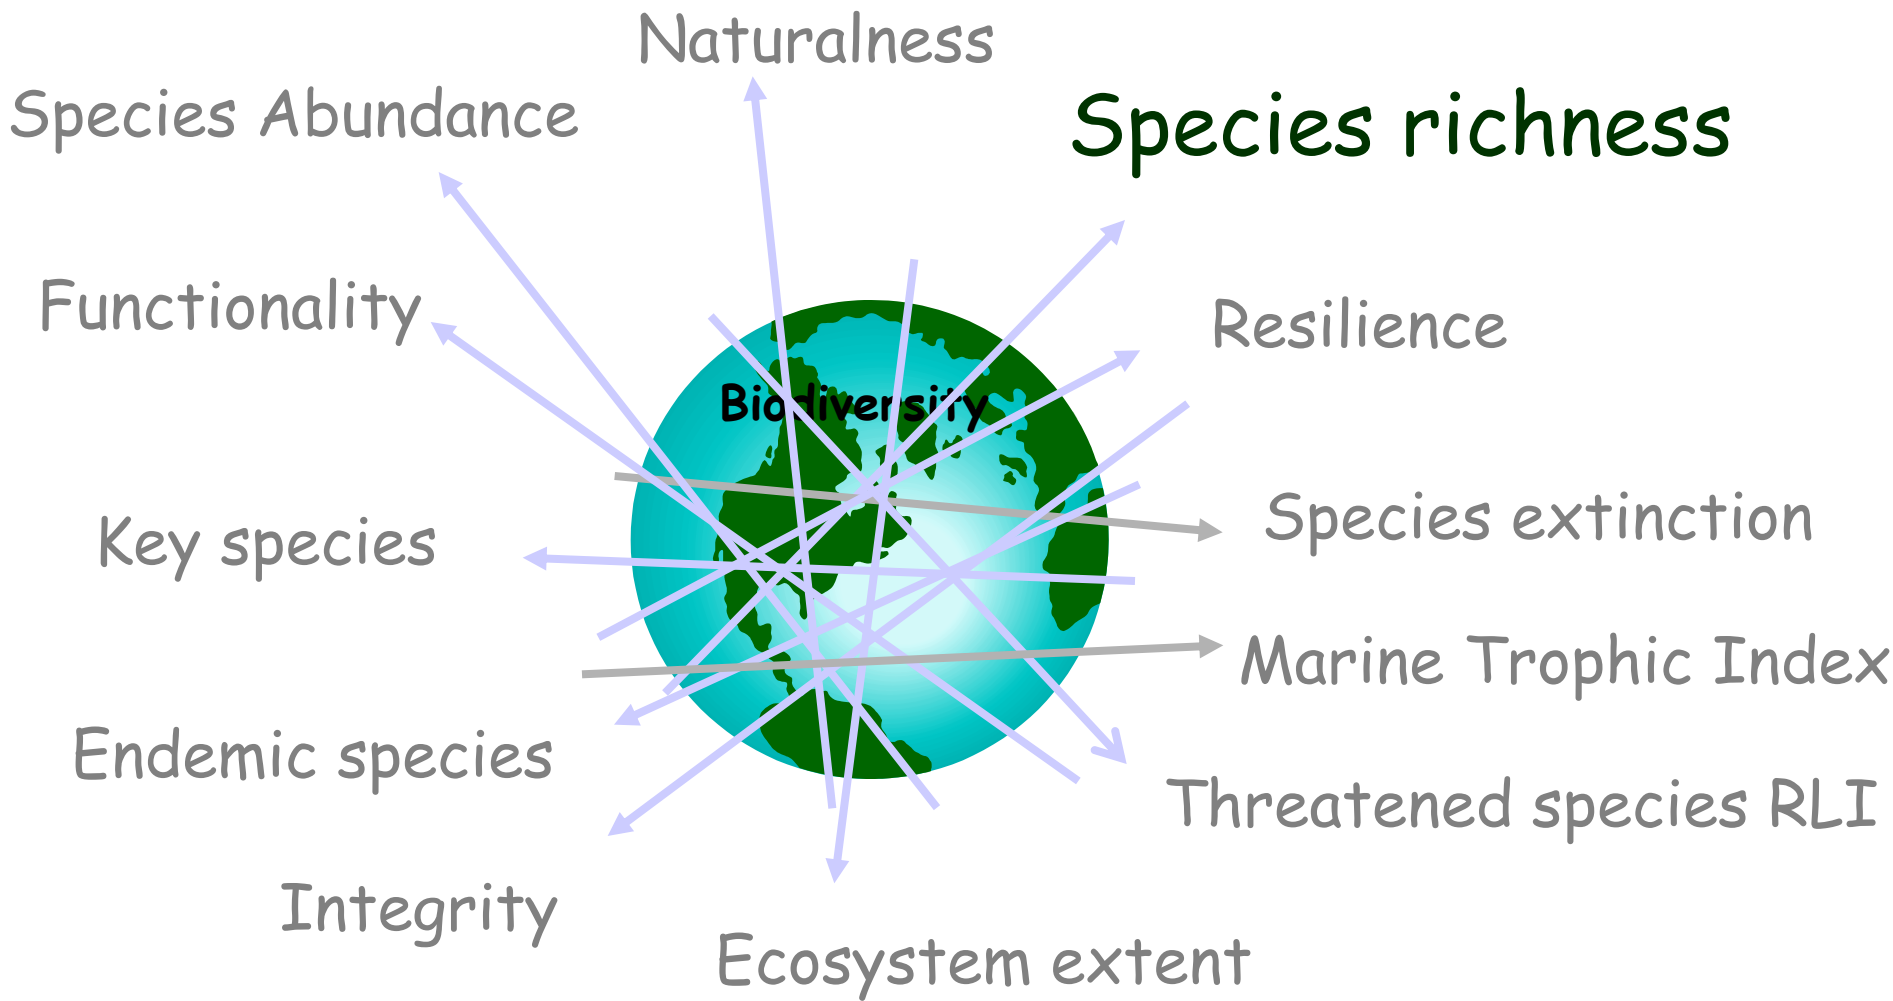 Naturalness
Species Abundance
Species richness
Functionality
Resilience
Biodiversity
Key species
Species extinction
Marine Trophic Index
Endemic species
Threatened species RLI
Integrity
Ecosystem extent